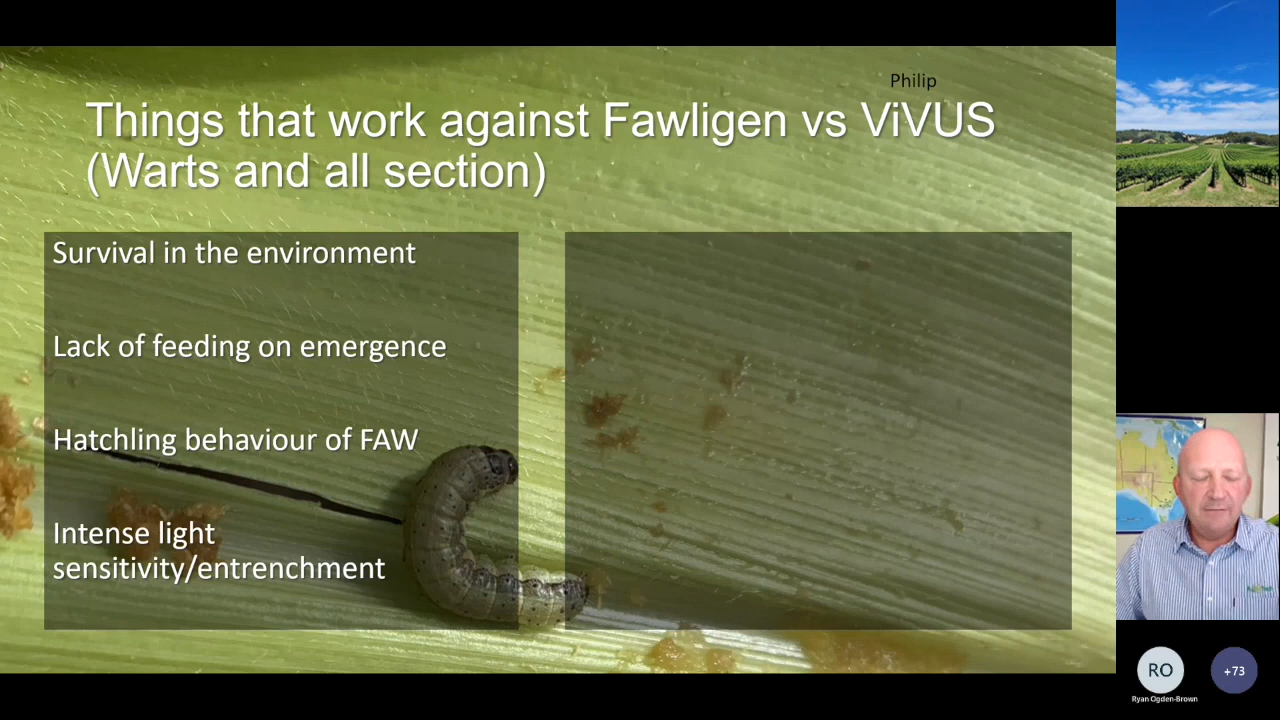 Philip
Things that work against Fawligen vs ViVUS
(Warts and all section)
Survival in the environment
Lack of feeding on emergence
Hatchling behaviour of FAW
Intense light
sensitivity/entrenchment
RO
+73
Ryan Ogden-Brown